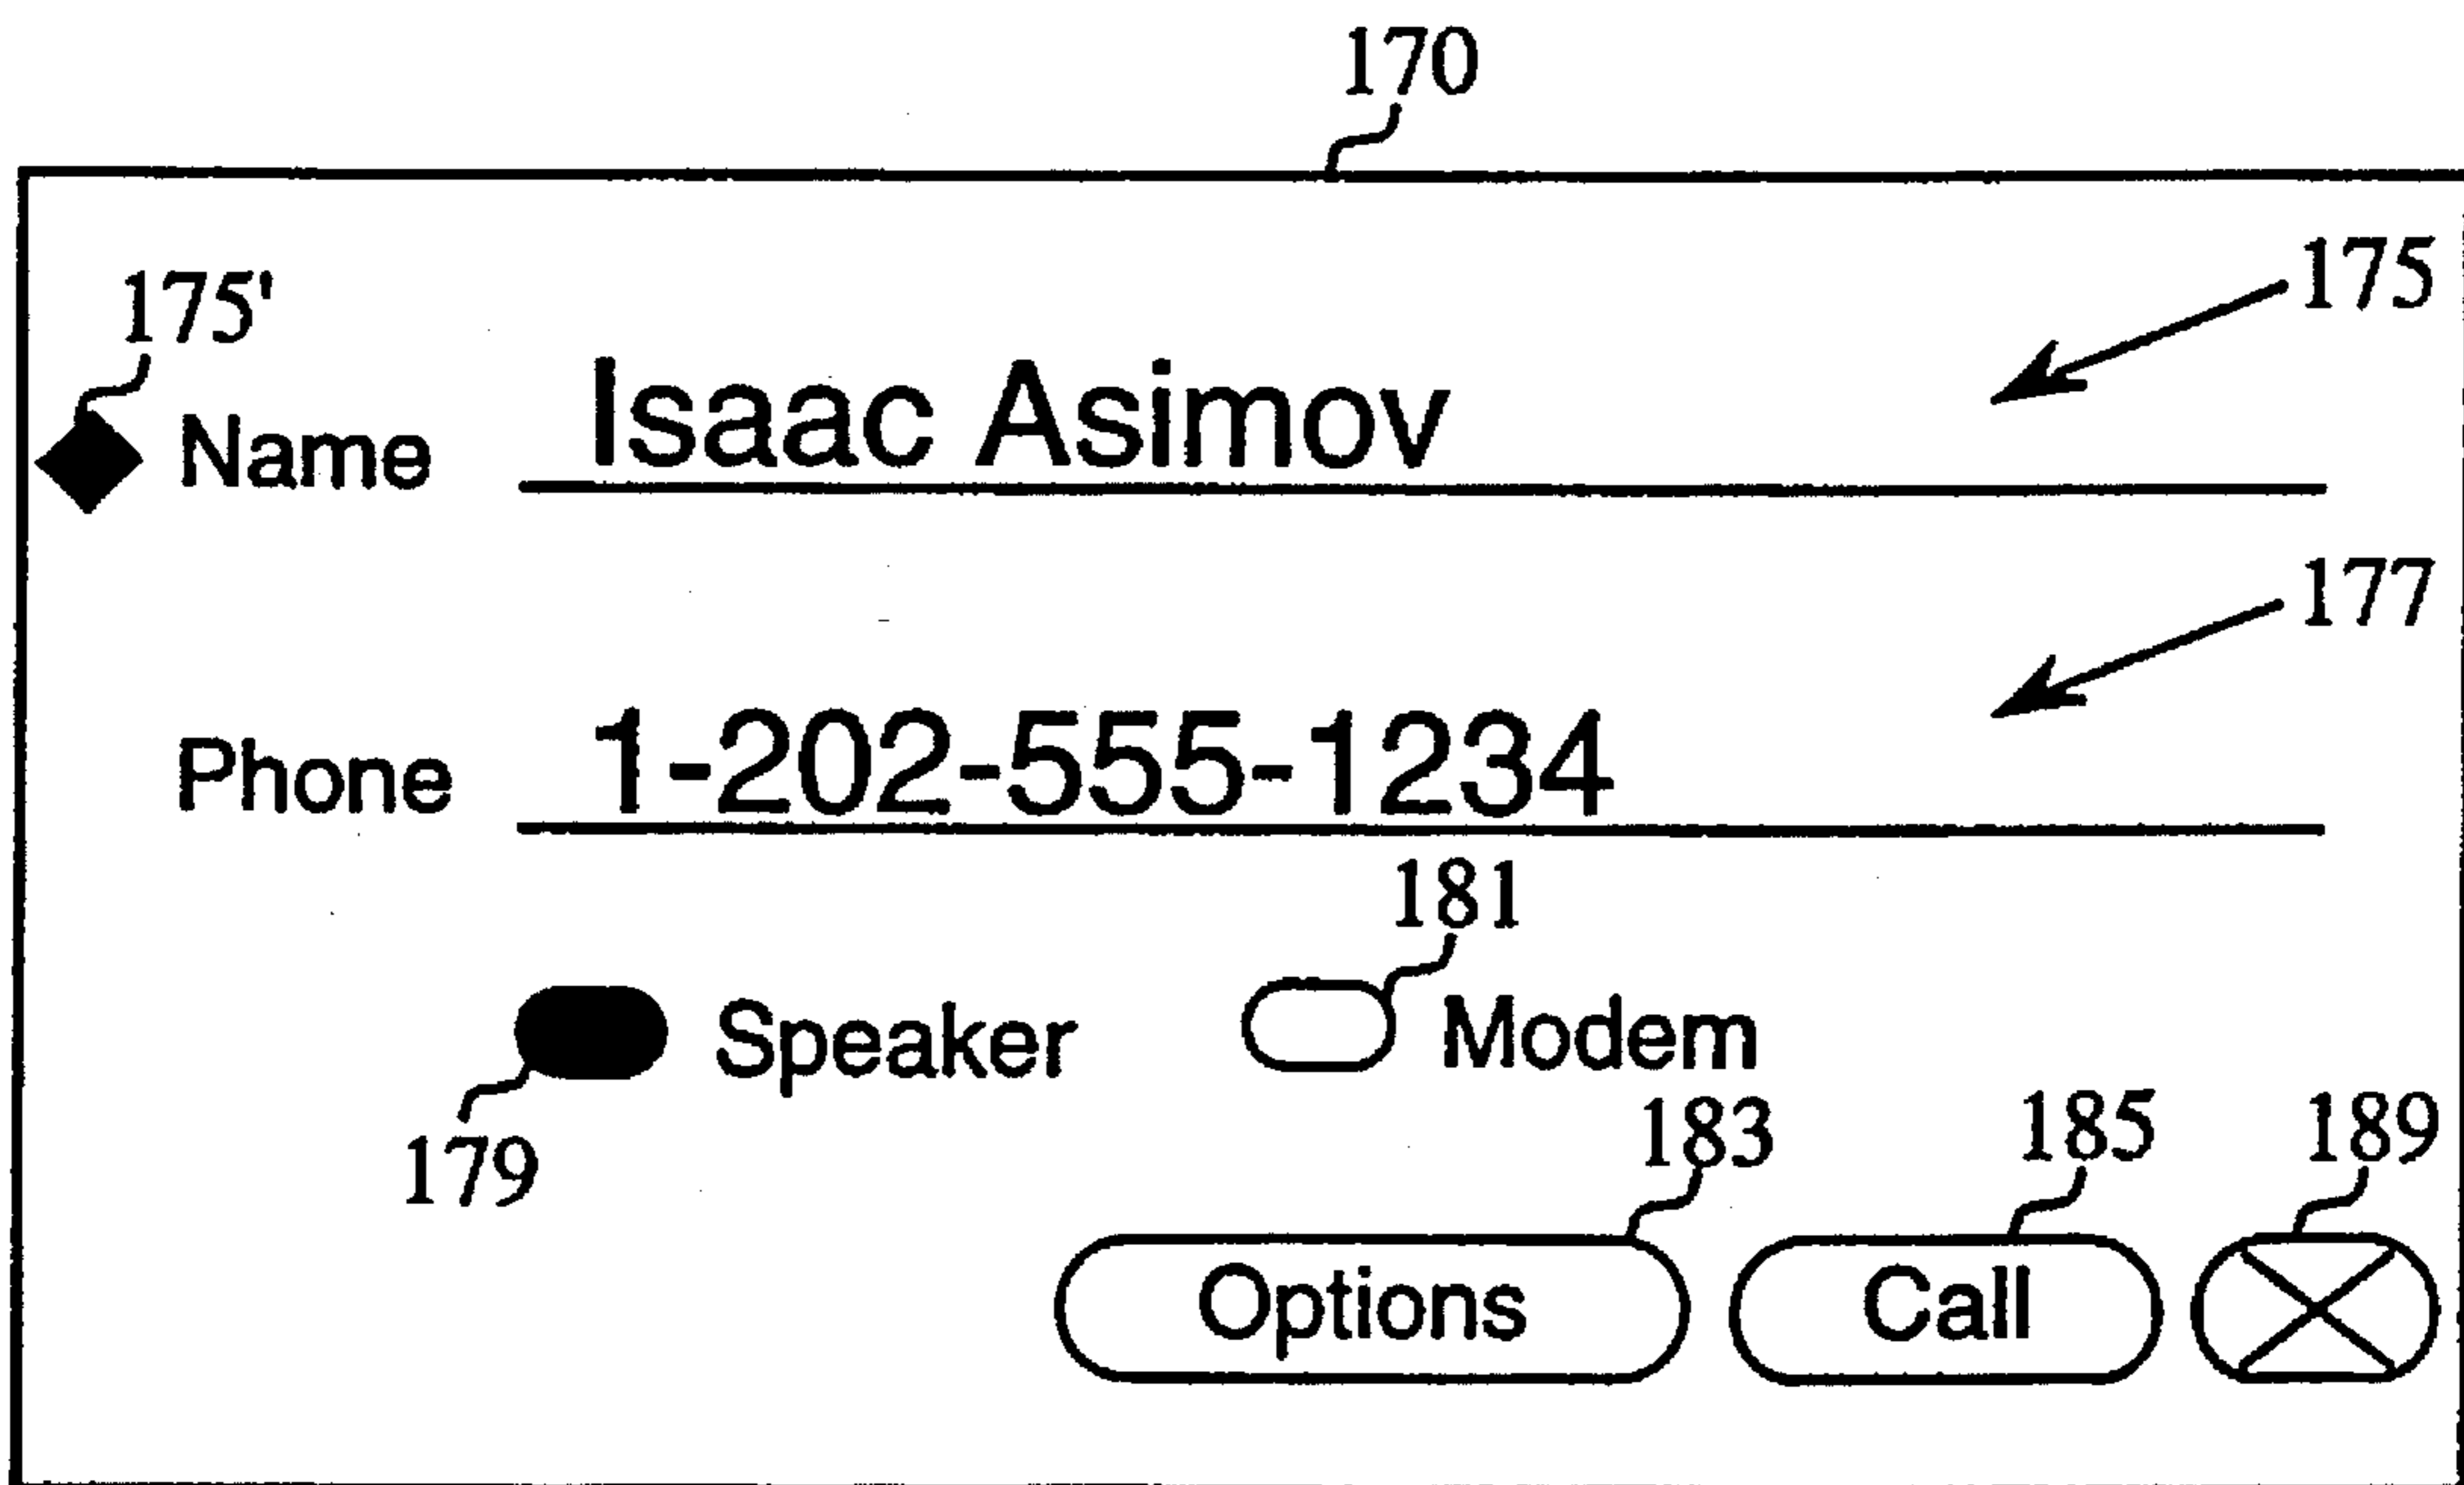 170
175
175'
Name Isaac Asimov
177
Phone 1-202-555-1234
181
Speaker Modem
179 183 185 189
Options Call